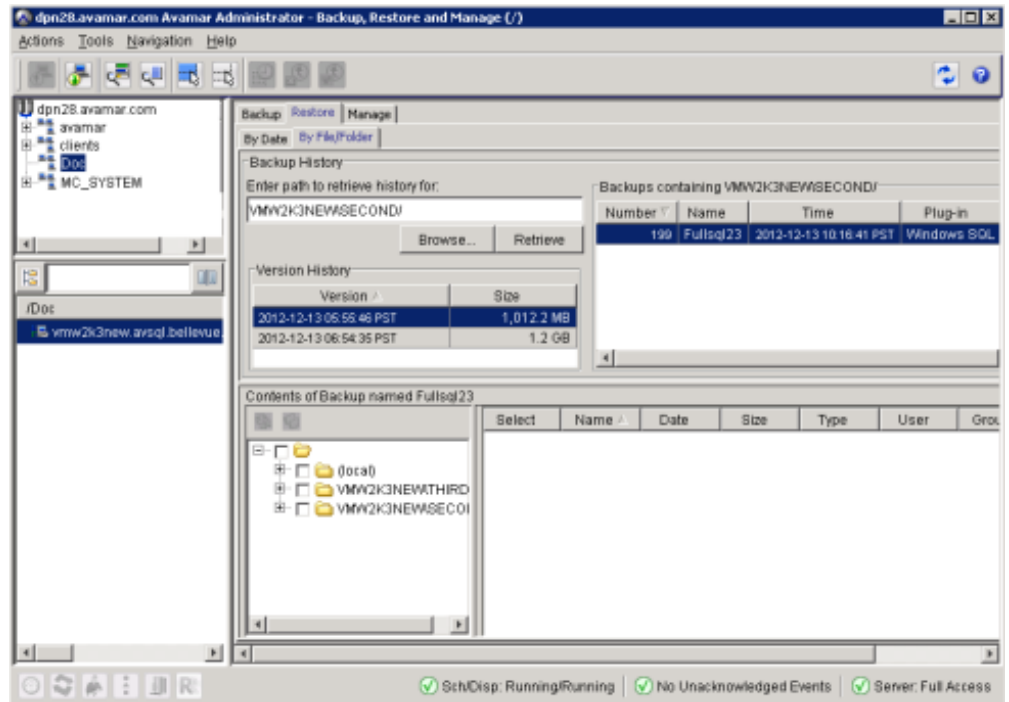 dpn28.avamar.com Avamar Administrator - Backup, Restore and Manage (/)
Actions Tools Navigation Help
dpn28.avamar.com
avamar
clients
Doc
MC_SYSTEM
/Doc
vmw2k3new.avsql.bellevue.
Backup Restore Manage
By Date By File/Folder
Backup History
Enter path to retrieve history for:
VMW2K3NEW\SECOND/
Browse... Retrieve
Version History
Version Size
2012-12-13 05:55:46 PST 1,012.2 MB
2012-12-13 06:54:35 PST 1.2 GB
Backups containing VMW2K3NEW\SECOND/
Number Name Time Plug-in
199 Fullsql23 2012-12-13 10:16:41 PST Windows SQL
Contents of Backup named Fullsql23
(local)
VMW2K3NEW\THIRD
VMW2K3NEW\SECO
Select Name Date Size Type User Grou
Sch/Disp: Running/Running No Unacknowledged Events Server: Full Access